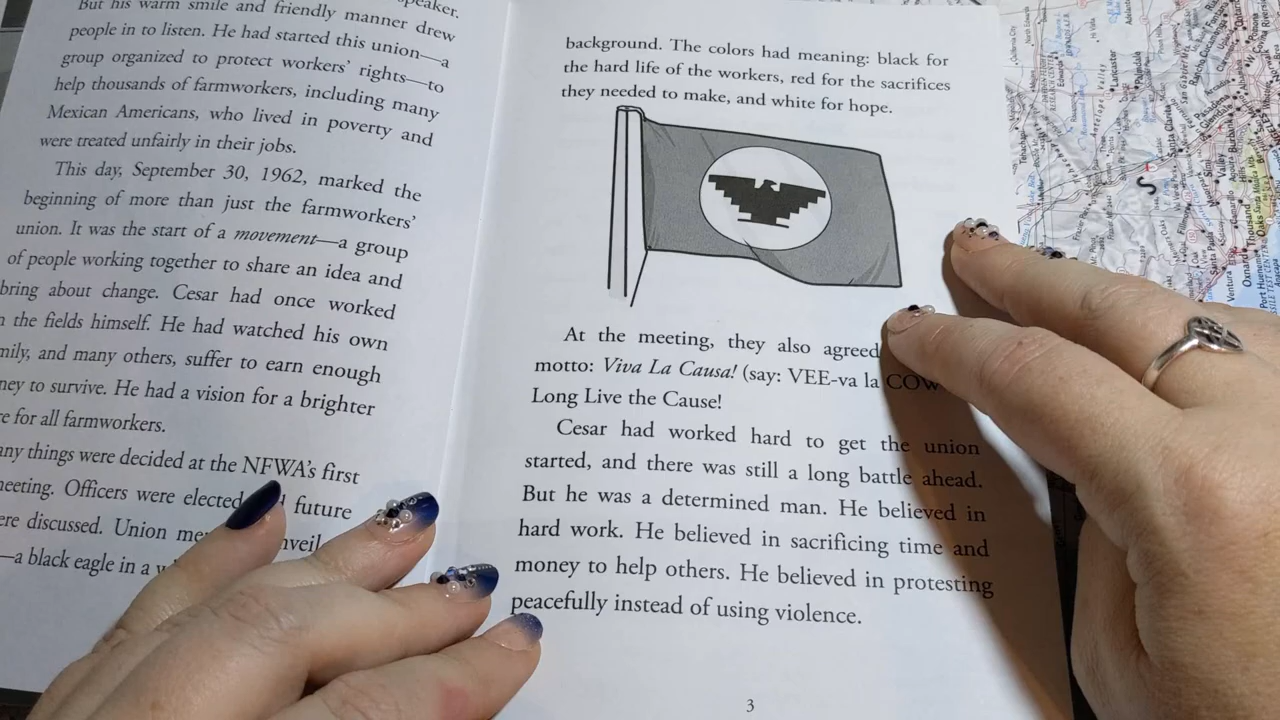 speaker.
But his warm smile and friendly manner drew
people in to listen. He had started this union—a
group organized to protect workers' rights—to
help thousands of farmworkers, including many
Mexican Americans, who lived in poverty and
were treated unfairly in their jobs.
This day, September 30, 1962, marked the
beginning of more than just the farmworkers'
union. It was the start of a movement—a group
of people working together to share an idea and
bring about change. Cesar had once worked
the fields himself. He had watched his own
and many others, suffer to earn enough
to survive. He had a vision for a brighter
for all farmworkers.
things were decided at the NFWA's first
Officers were elected future
were discussed. Union
—a black eagle in a
background. The colors had meaning: black for
the hard life of the workers, red for the sacrifices
they needed to make, and white for hope.
At the meeting, they also agreed
motto: Viva La Causa! (say: VEE-va la COW
Long Live the Cause!
Cesar had worked hard to get the union
started, and there was still a long battle ahead.
But he was a determined man. He believed in
hard work. He believed in sacrificing time and
money to help others. He believed in protesting
peacefully instead of using violence.
3
Lancaster
Palmdale
Santa Clarita
Burbank
Simi
Valley
Ventura
Oxnard
S